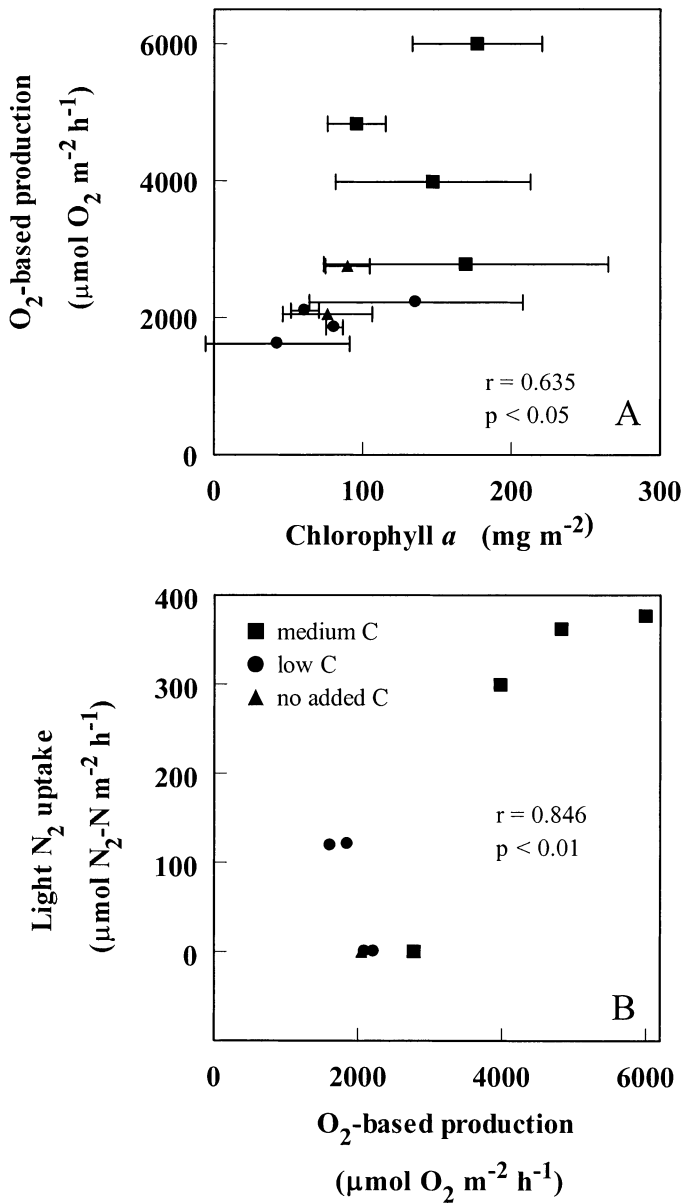 6000
4000
2000
0
O2-based production
(μmol O2 m-2 h-1)
r = 0.635
p < 0.05
A
0 100 200 300
Chlorophyll a (mg m-2)
400
300
200
100
0
Light N2 uptake
(μmol N2-N m-2 h-1)
medium C
low C
no added C
r = 0.846
p < 0.01
B
0 2000 4000 6000
O2-based production
(μmol O2 m-2 h-1)